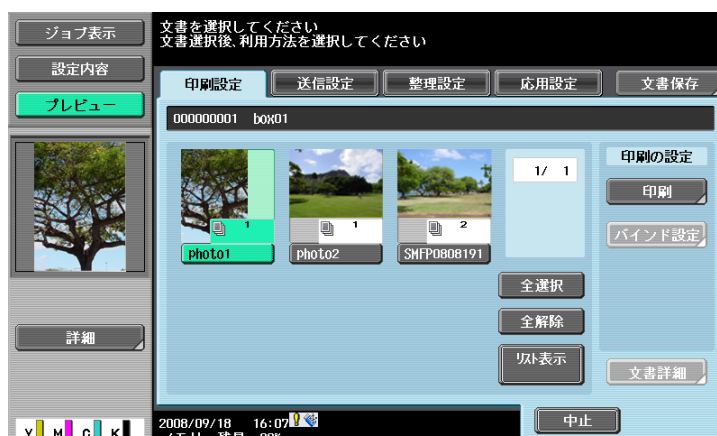 ジョブ表示
設定内容
プレビュー
詳細
Y M C K
文書を選択してください
文書選択後、利用方法を選択してください
印刷設定
送信設定
整理設定
応用設定
文書保存
000000001 box01
1
photo1
1
photo2
2
SMFP0808191
1/ 1
全選択
全解除
リスト表示
印刷の設定
印刷
バインド設定
文書詳細
2008/09/18 16:07
中止